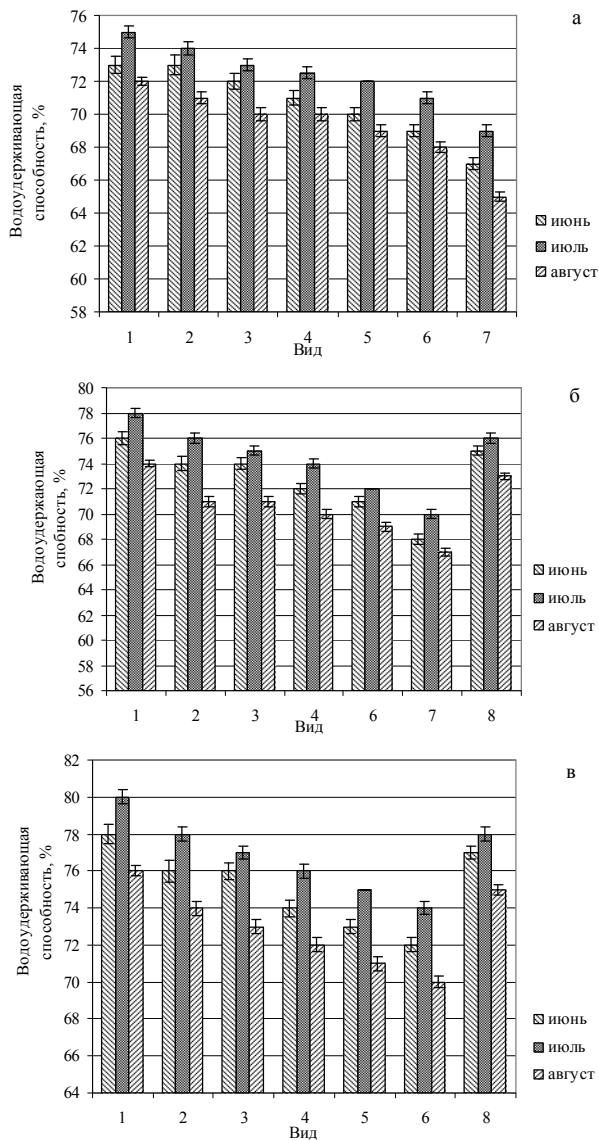 а
76
74
72
70
68
66
64
62
60
58
Водоудерживающая
способность, %
1 2 3 4 5 6 7
Вид
июнь
июль
август
б
80
78
76
74
72
70
68
66
64
62
60
58
56
Водоудержающая
спобность, %
1 2 3 4 6 7 8
Вид
июнь
июль
август
в
82
80
78
76
74
72
70
68
66
64
Водоудерживающая
способность, %
1 2 3 4 5 6 8
Вид
июнь
июль
август